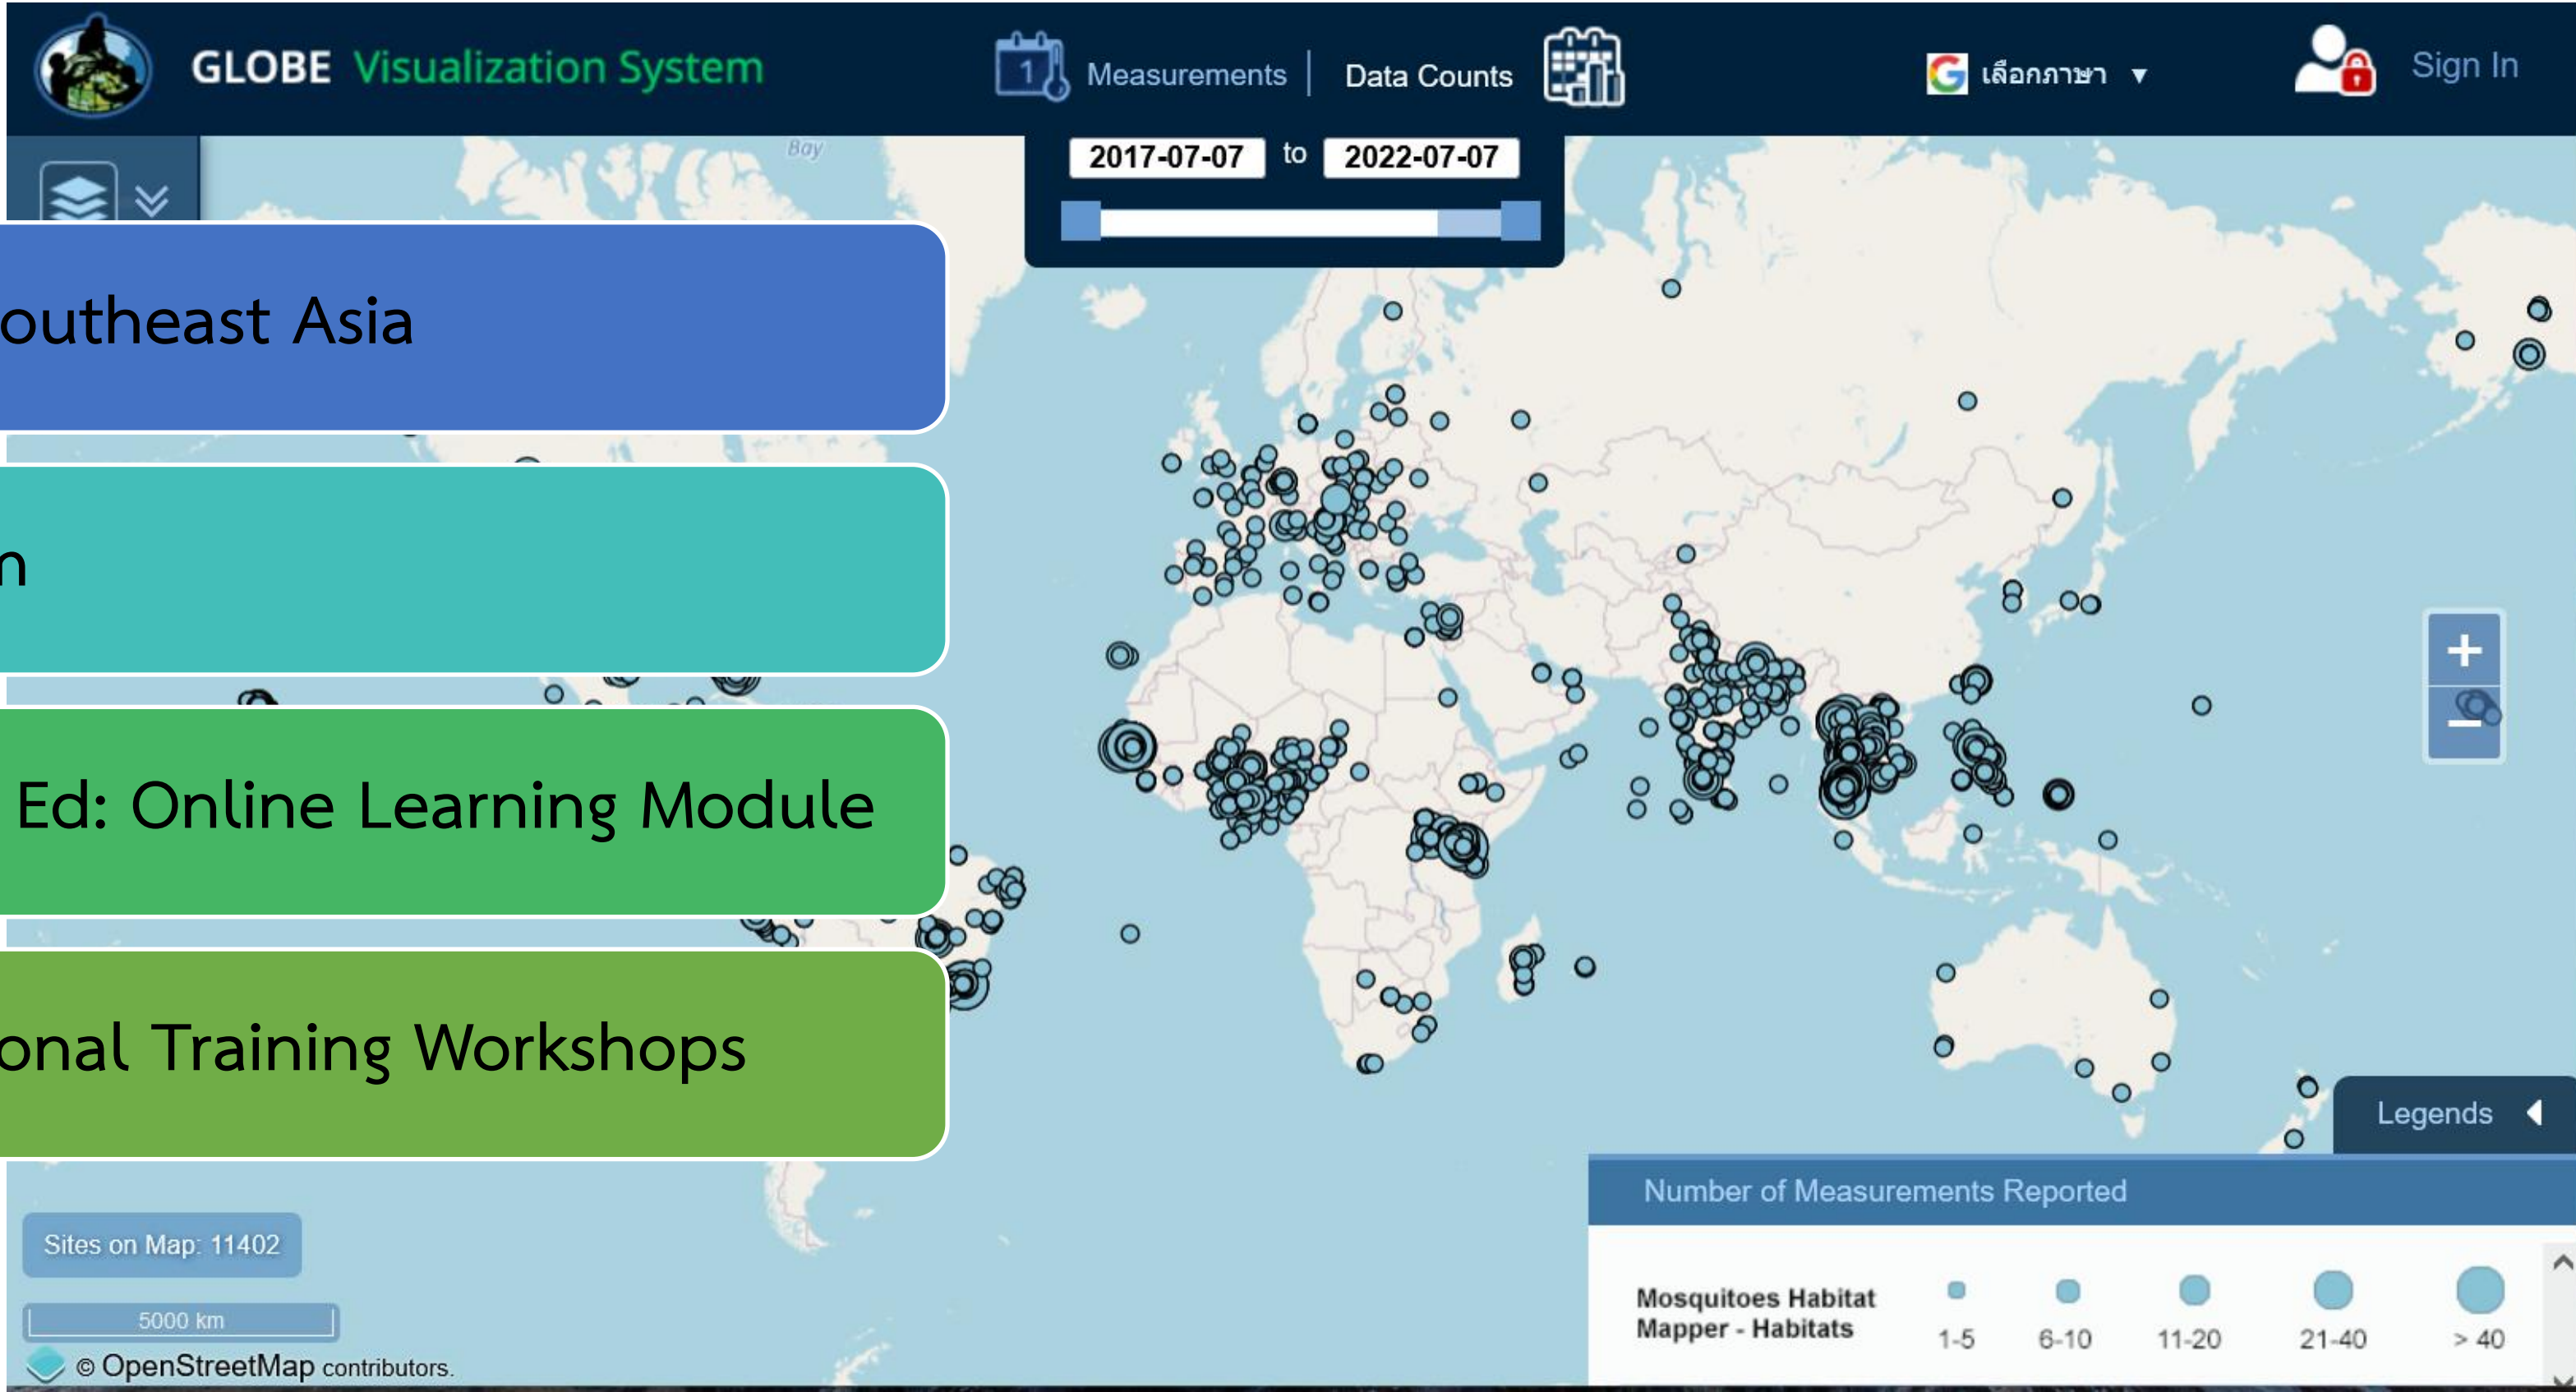 GLOBE Visualization System
Measurements | Data Counts
เลือกภาษา ▼
Sign In
Bay
2017-07-07 to 2022-07-07
outheast Asia
n
Ed: Online Learning Module
onal Training Workshops
+
−
Legends
Number of Measurements Reported
Mosquitoes Habitat
Mapper - Habitats
1-5 6-10 11-20 21-40 > 40
Sites on Map: 11402
5000 km
© OpenStreetMap contributors.